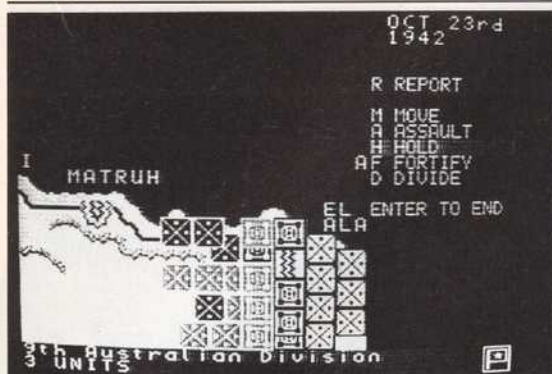 OCT 23rd
1942
R REPORT
M MOVE
A ASSAULT
H HOLD
A F FORTIFY
D DIVIDE
ENTER TO END
I
MATRUH
EL
ALA
9th Australian Division
3 UNITS